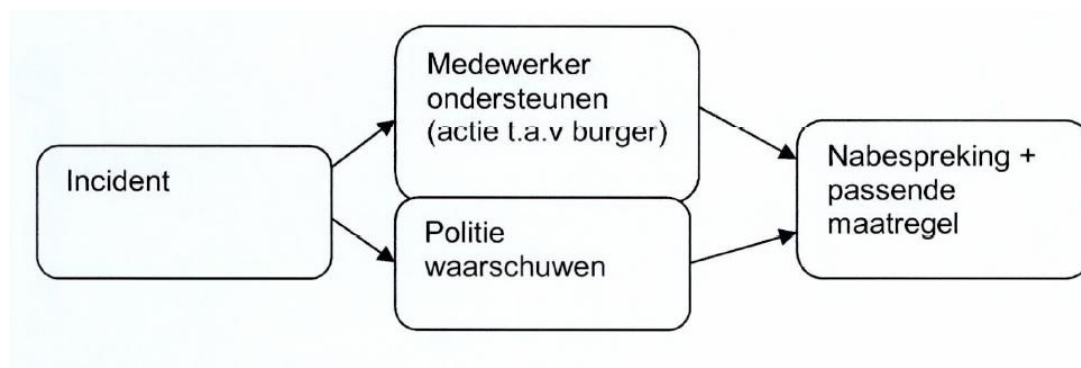 Incident
Medewerker
ondersteunen
(actie t.a.v burger)
Politie
waarschuwen
Nabespreking +
passende
maatregel